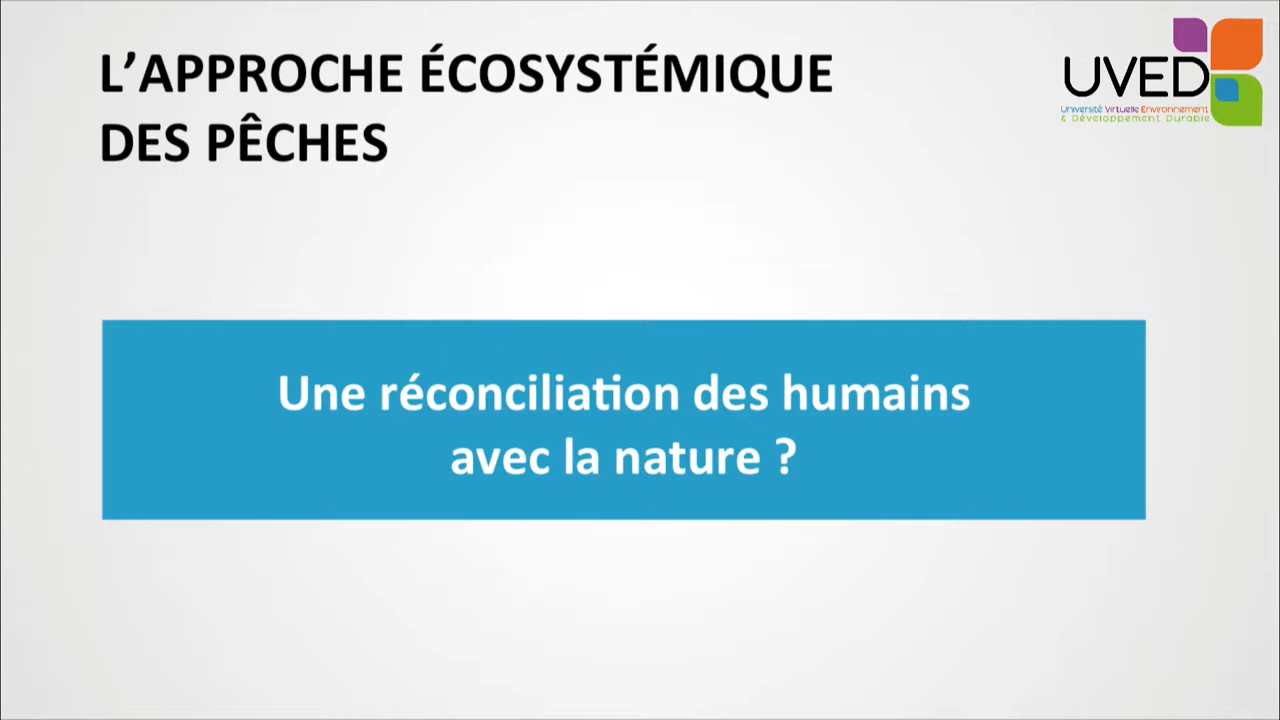 L’APPROCHE ÉCOSYSTÉMIQUE
DES PÊCHES
UVED
Université Virtuelle Environnement
& Développement Durable
Une réconciliation des humains
avec la nature ?